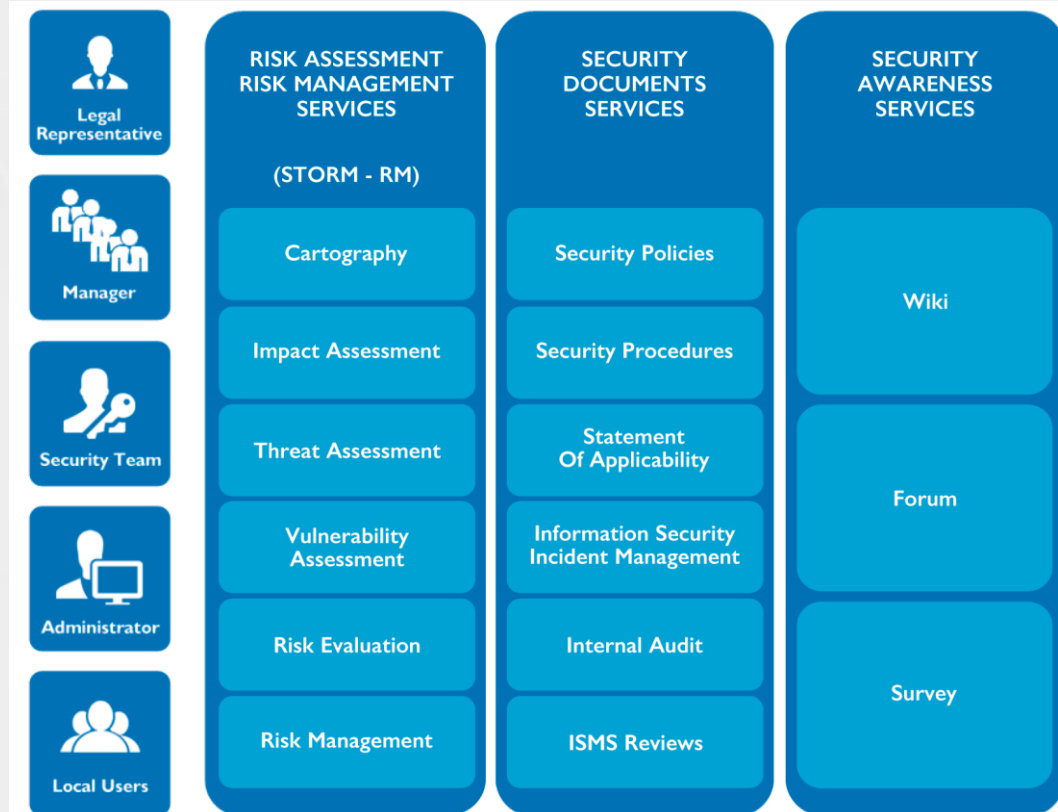 Legal
Representative
Manager
Security Team
Administrator
Local Users
RISK ASSESSMENT
RISK MANAGEMENT
SERVICES
(STORM - RM)
Cartography
Impact Assessment
Threat Assessment
Vulnerability
Assessment
Risk Evaluation
Risk Management
SECURITY
DOCUMENTS
SERVICES
Security Policies
Security Procedures
Statement
Of Applicability
Information Security
Incident Management
Internal Audit
ISMS Reviews
SECURITY
AWARENESS
SERVICES
Wiki
Forum
Survey